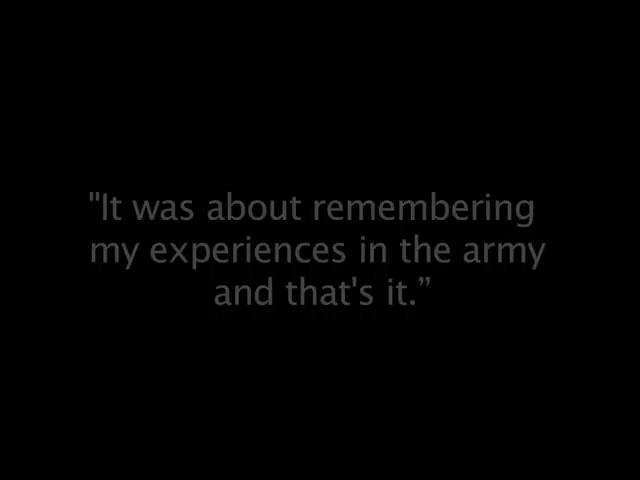 "It was about remembering
my experiences in the army
and that's it.”